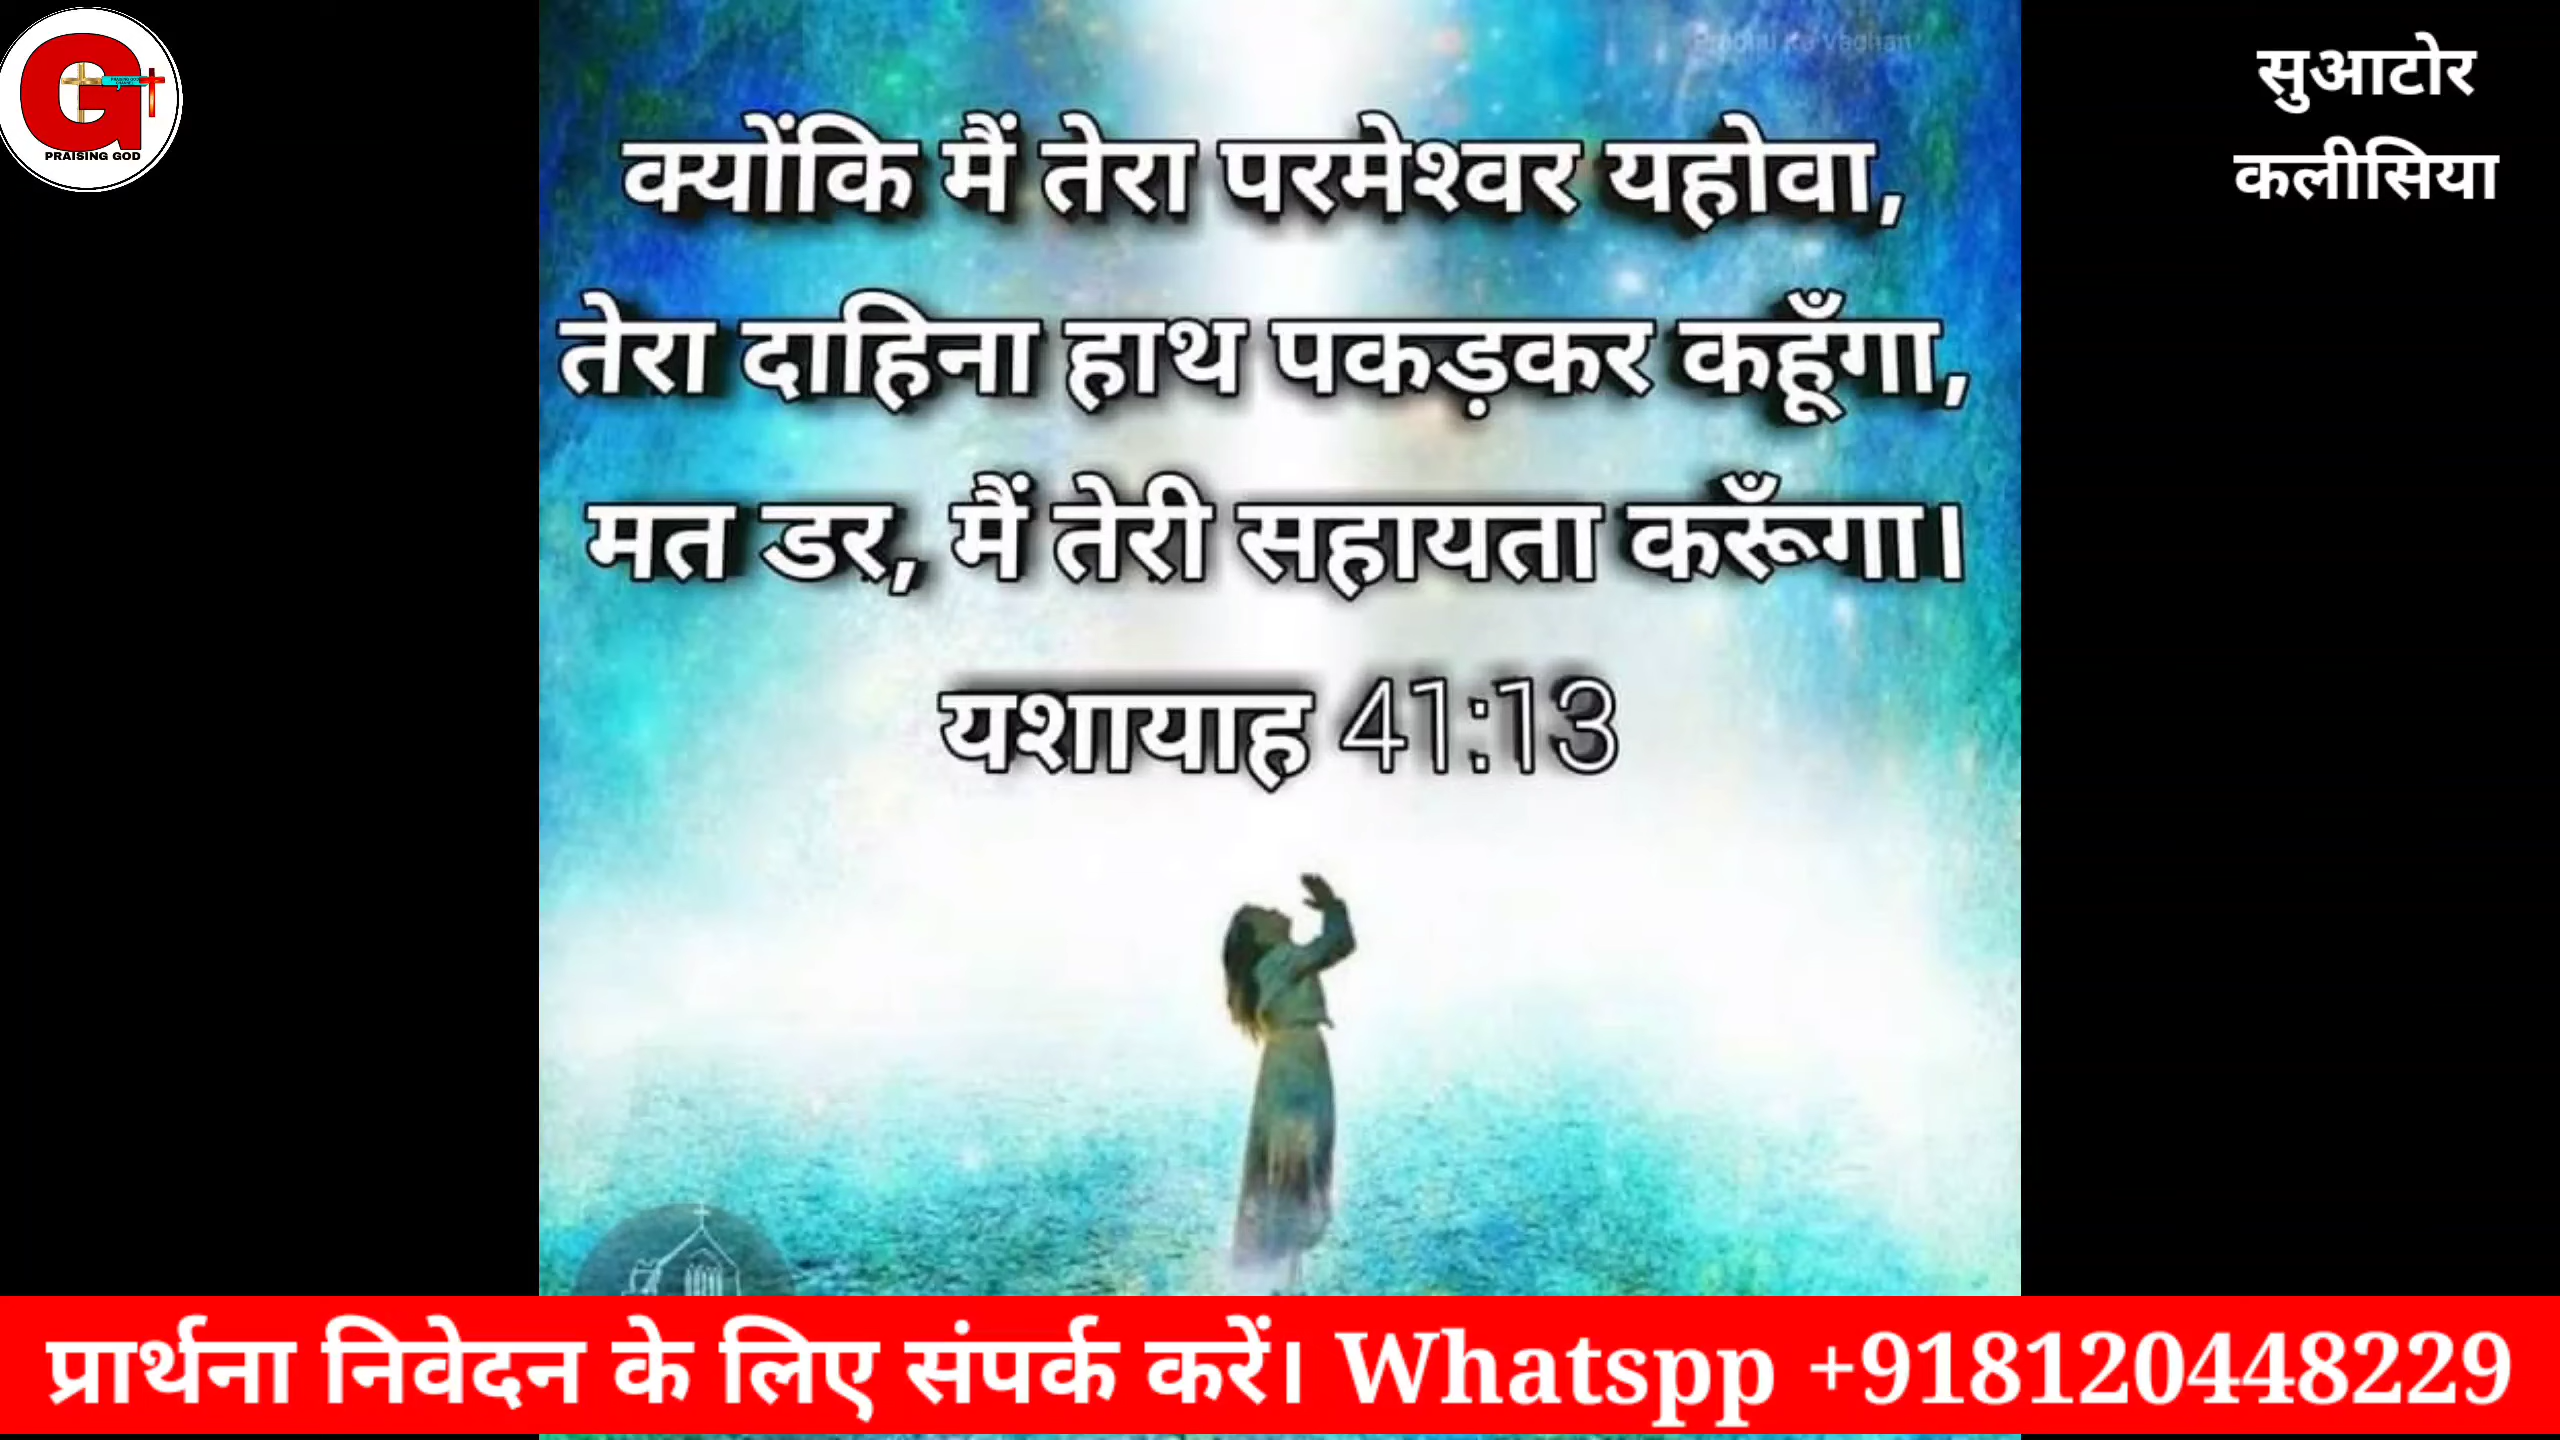 PRAISING GOD
सुआटोर
कलीसिया
क्योंकि मैं तेरा परमेश्वर यहोवा,
तेरा दाहिना हाथ पकड़कर कहूँगा,
मत डर, मैं तेरी सहायता करूँगा।
यशायाह 41:13
प्रार्थना निवेदन के लिए संपर्क करें। Whatspp +918120448229